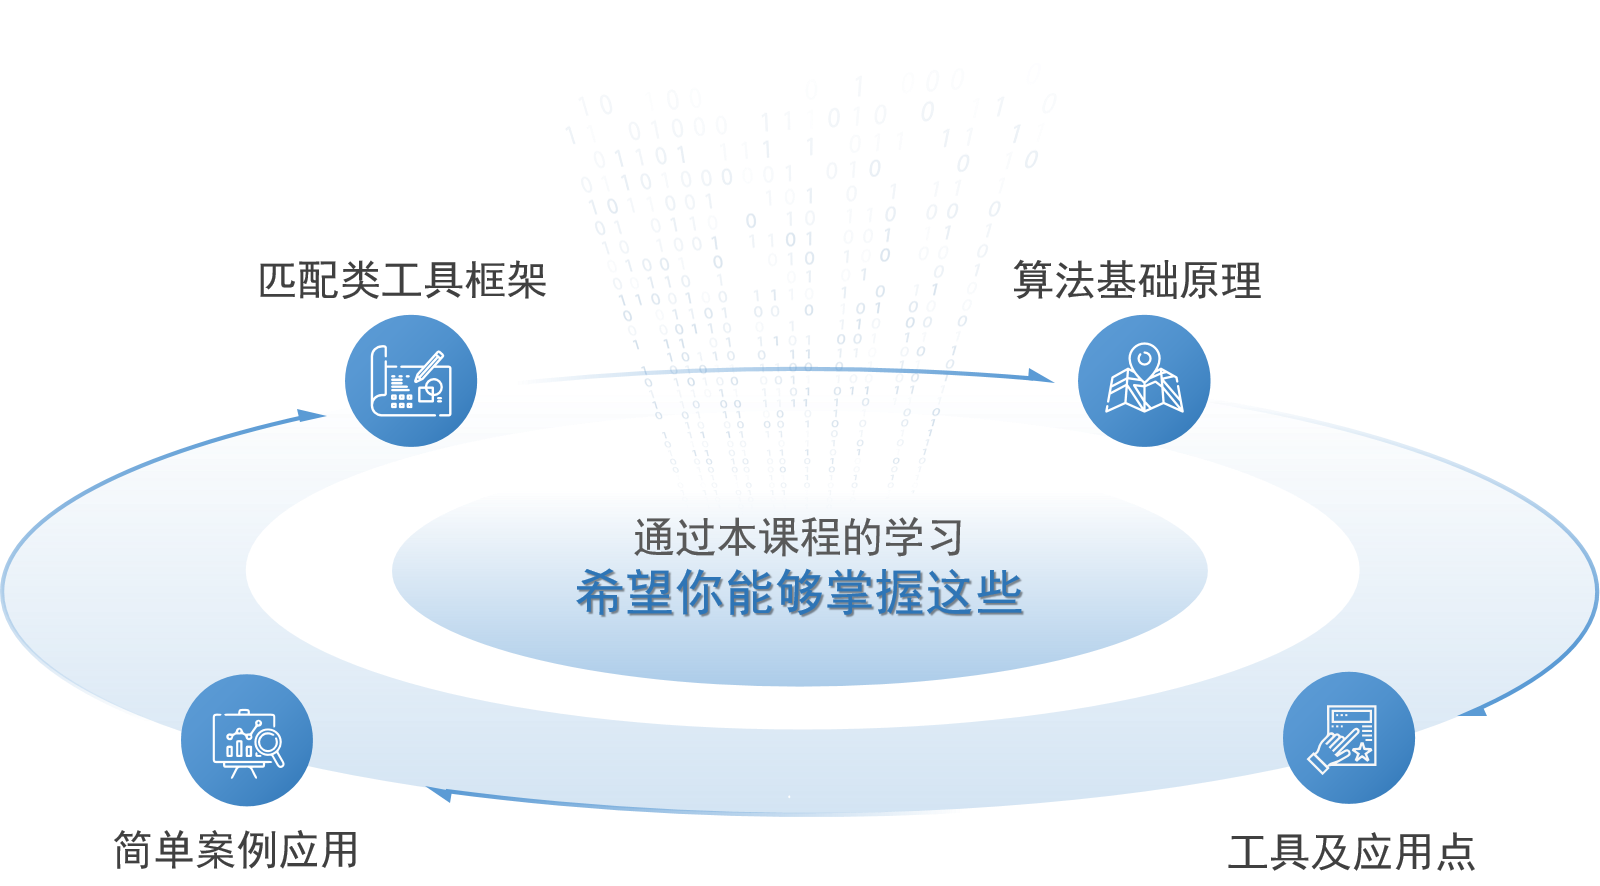 匹配类工具框架
算法基础原理
通过本课程的学习
希望你能够掌握这些
简单案例应用
工具及应用点